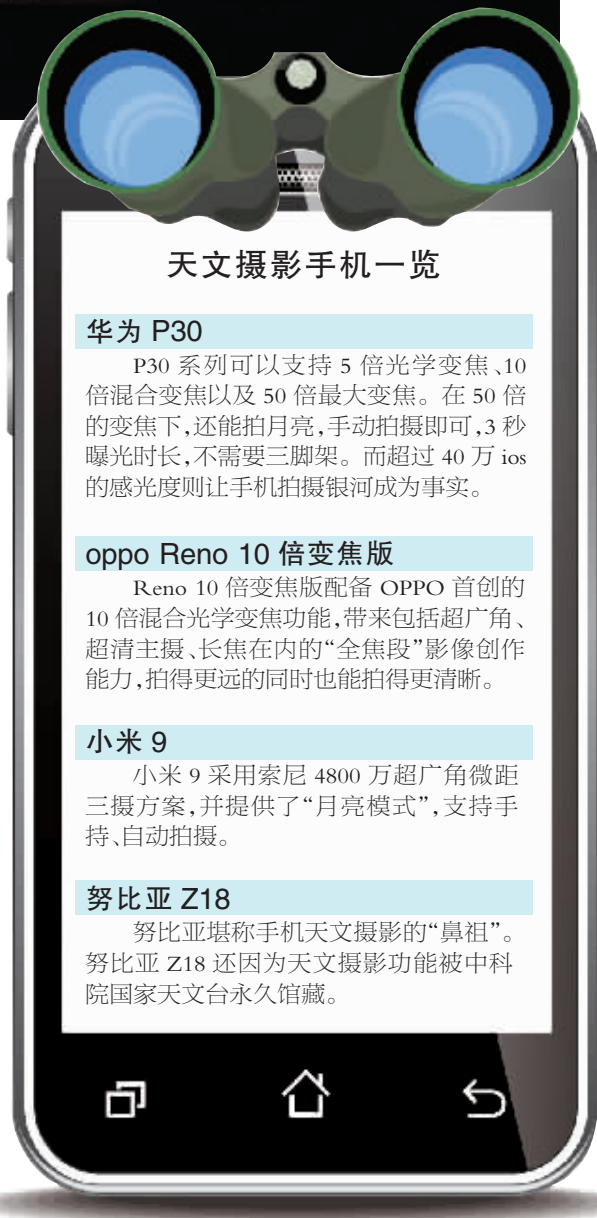 天文摄影手机一览
华为 P30
P30 系列可以支持 5 倍光学变焦、10
倍混合变焦以及 50 倍最大变焦。在 50 倍
的变焦下,还能拍月亮,手动拍摄即可,3 秒
曝光时长,不需要三脚架。而超过 40 万 ios
的感光度则让手机拍摄银河成为事实。
oppo Reno 10 倍变焦版
Reno 10 倍变焦版配备 OPPO 首创的
10 倍混合光学变焦功能,带来包括超广角、
超清主摄、长焦在内的“全焦段”影像创作
能力,拍得更远的同时也能拍得更清晰。
小米 9
小米 9 采用索尼 4800 万超广角微距
三摄方案,并提供了“月亮模式”,支持手
持、自动拍摄。
努比亚 Z18
努比亚堪称手机天文摄影的“鼻祖”。
努比亚 Z18 还因为天文摄影功能被中科
院国家天文台永久馆藏。